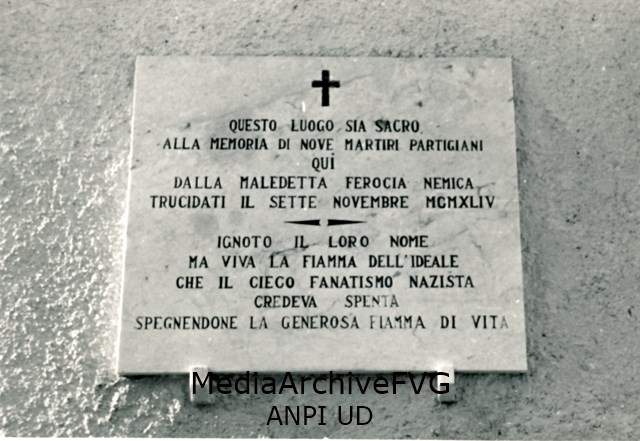 QUESTO LUOGO SIA SACRO
ALLA MEMORIA DI NOVE MARTIRI PARTIGIANI
QUÌ
DALLA MALEDETTA FEROCIA NEMICA
TRUCIDATI IL SETTE NOVEMBRE MCMXLIV
IGNOTO IL LORO NOME
MA VIVA LA FIAMMA DELL'IDEALE
CHE IL CIECO FANATISMO NAZISTA
CREDEVA SPENTA
SPEGNENDONE LA GENEROSA FIAMMA DI VITA
MediaArchiveFVG
ANPI UD